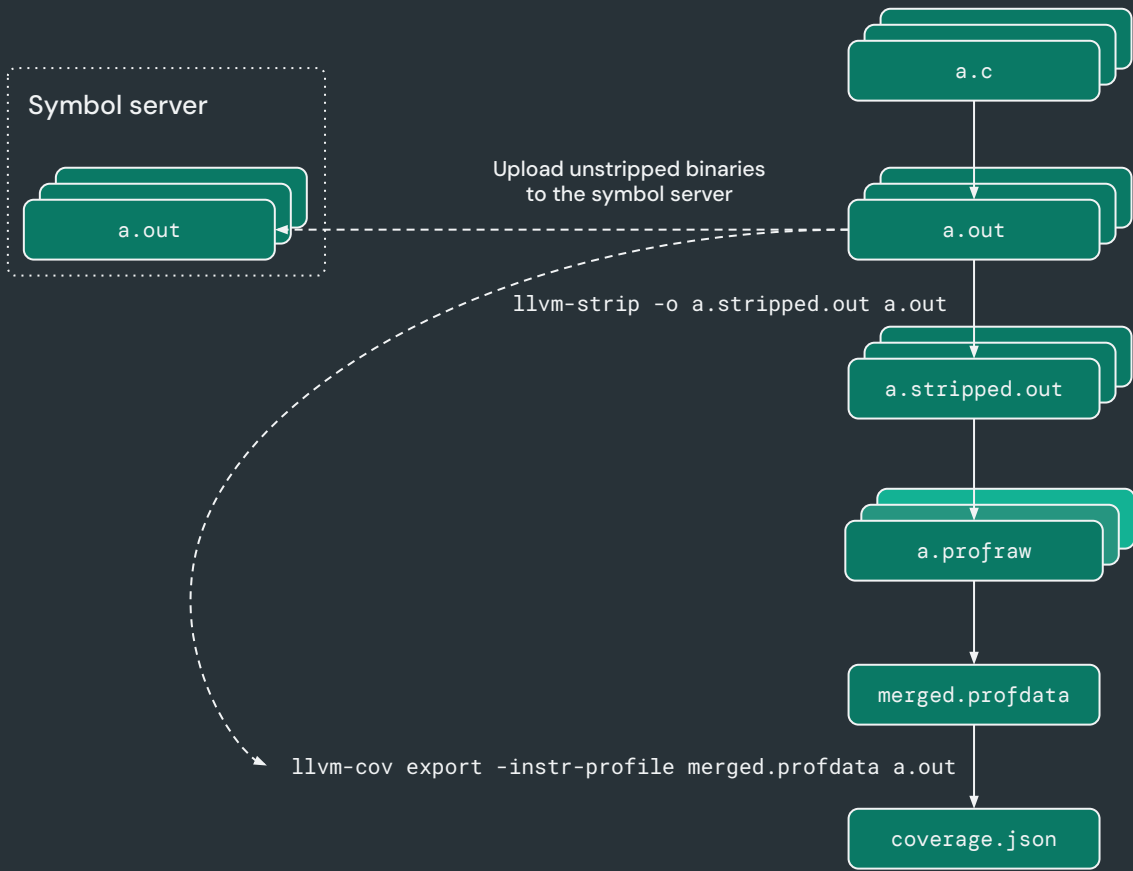 a.c
Symbol server
Upload unstripped binaries
to the symbol server
a.out
a.out
llvm-strip -o a.stripped.out a.out
a.stripped.out
a.profraw
merged.profdata
llvm-cov export -instr-profile merged.profdata a.out
coverage.json